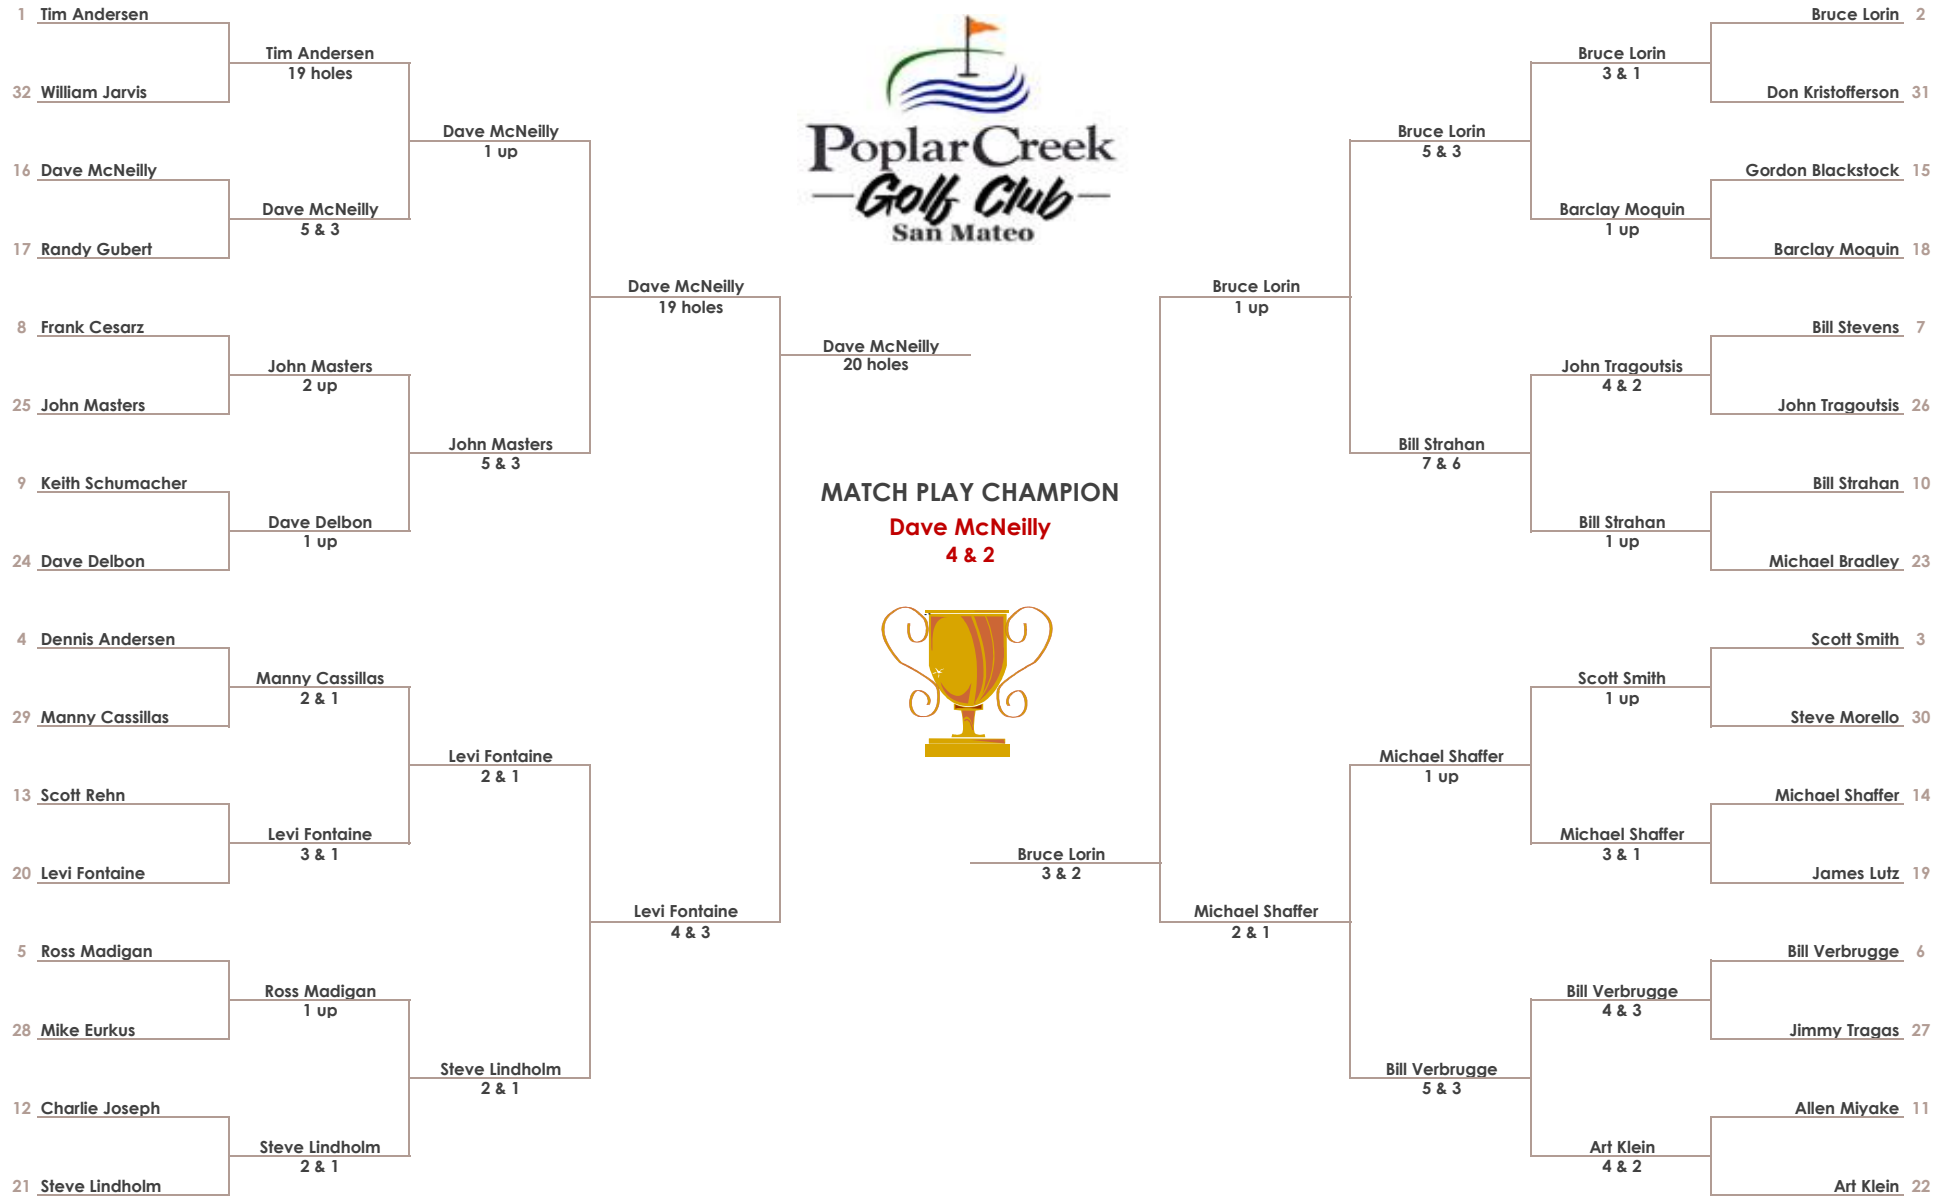 1 Tim Andersen
Tim Andersen
19 holes
32 William Jarvis
Dave McNeilly
1 up
16 Dave McNeilly
Dave McNeilly
5 & 3
17 Randy Gubert
Dave McNeilly
19 holes
8 Frank Cesarz
John Masters
2 up
25 John Masters
John Masters
5 & 3
9 Keith Schumacher
Dave Delbon
1 up
24 Dave Delbon
4 Dennis Andersen
Manny Cassillas
2 & 1
29 Manny Cassillas
Levi Fontaine
2 & 1
13 Scott Rehn
Levi Fontaine
3 & 1
20 Levi Fontaine
Levi Fontaine
4 & 3
5 Ross Madigan
Ross Madigan
1 up
28 Mike Eurkus
Steve Lindholm
2 & 1
12 Charlie Joseph
Steve Lindholm
2 & 1
21 Steve Lindholm
Poplar Creek
Golf Club
San Mateo
Dave McNeilly
20 holes
MATCH PLAY CHAMPION
Dave McNeilly
4 & 2
Bruce Lorin
3 & 2
Bruce Lorin 2
Bruce Lorin
3 & 1
Don Kristofferson 31
Bruce Lorin
5 & 3
Gordon Blackstock 15
Barclay Moquin
1 up
Barclay Moquin 18
Bruce Lorin
1 up
Bill Stevens 7
John Tragoutsis
4 & 2
John Tragoutsis 26
Bill Strahan
7 & 6
Bill Strahan 10
Bill Strahan
1 up
Michael Bradley 23
Scott Smith 3
Scott Smith
1 up
Steve Morello 30
Michael Shaffer
1 up
Michael Shaffer 14
Michael Shaffer
3 & 1
James Lutz 19
Michael Shaffer
2 & 1
Bill Verbrugge 6
Bill Verbrugge
4 & 3
Jimmy Tragas 27
Bill Verbrugge
5 & 3
Allen Miyake 11
Art Klein
4 & 2
Art Klein 22